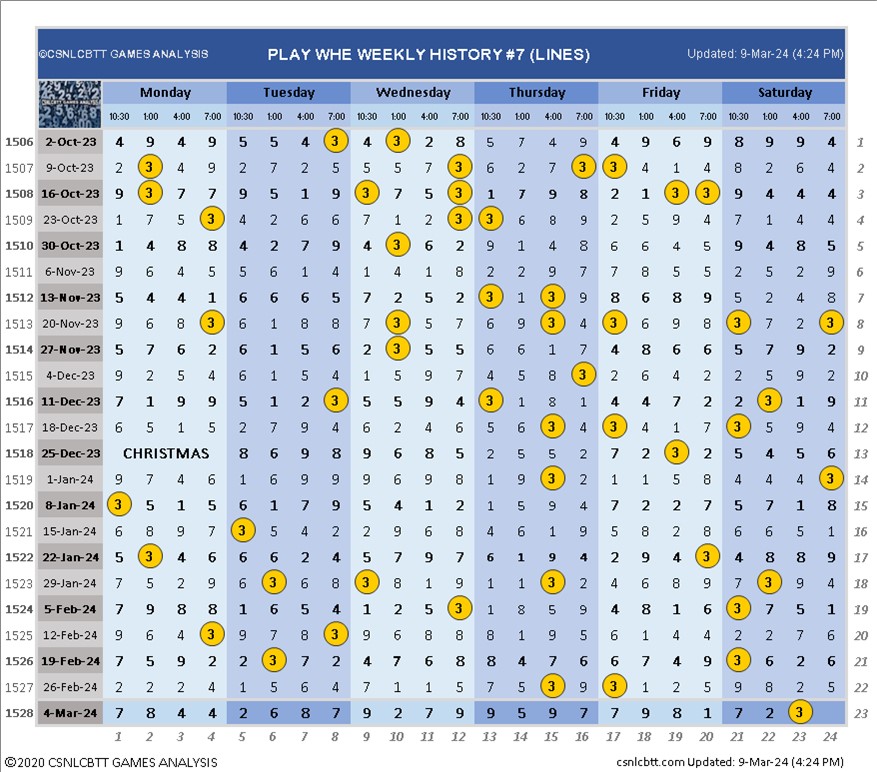 ©CSNLCBTT GAMES ANALYSIS PLAY WHE WEEKLY HISTORY #7 (LINES) Updated: 9-Mar-24 (4:24 PM)
Monday Tuesday Wednesday Thursday Friday Saturday
10:30 1:00 4:00 7:00 10:30 1:00 4:00 7:00 10:30 1:00 4:00 7:00 10:30 1:00 4:00 7:00 10:30 1:00 4:00 7:00 10:30 1:00 4:00 7:00
1506 2-Oct-23 4 9 4 9 5 5 4 3 4 3 2 8 5 7 4 9 4 9 6 9 8 9 9 4 1
1507 9-Oct-23 2 3 4 9 2 7 2 5 5 5 7 3 6 2 7 3 3 4 1 4 8 2 6 4 2
1508 16-Oct-23 9 3 7 7 9 5 1 9 3 7 5 3 1 7 9 8 2 1 3 3 9 4 4 4 3
1509 23-Oct-23 1 7 5 3 4 2 6 6 7 1 2 3 3 6 8 9 2 5 9 4 7 1 4 4 4
1510 30-Oct-23 1 4 8 8 4 2 7 9 4 3 6 2 9 1 4 8 6 6 4 5 9 4 8 5 5
1511 6-Nov-23 9 6 4 5 5 6 1 4 1 4 1 8 2 2 9 7 7 8 5 5 2 5 2 9 6
1512 13-Nov-23 5 4 4 1 6 6 6 5 7 2 5 2 3 1 3 9 8 6 8 9 5 2 4 8 7
1513 20-Nov-23 9 6 8 3 6 1 8 8 7 3 5 7 6 9 3 4 3 6 9 8 3 7 2 3 8
1514 27-Nov-23 5 7 6 2 6 1 5 6 2 3 5 5 6 6 1 7 4 8 6 6 5 7 9 2 9
1515 4-Dec-23 9 2 5 4 6 1 5 4 1 5 9 7 4 5 8 3 2 6 4 2 2 5 9 2 10
1516 11-Dec-23 7 1 9 9 5 1 2 3 5 5 9 4 3 1 8 1 4 4 7 2 2 3 1 9 11
1517 18-Dec-23 6 5 1 5 2 7 9 4 6 2 4 6 5 6 3 4 3 4 1 7 3 5 9 4 12
1518 25-Dec-23 CHRISTMAS 8 6 9 8 9 6 8 5 2 5 5 2 7 2 3 2 5 4 5 6 13
1519 1-Jan-24 9 7 4 6 1 6 9 9 9 6 8 5 1 9 3 2 1 1 5 8 4 4 4 3 14
1520 8-Jan-24 3 5 1 5 6 1 7 9 5 4 1 2 1 5 9 4 7 2 2 7 5 7 1 8 15
1521 15-Jan-24 6 8 9 7 3 5 4 2 2 9 6 8 4 6 1 9 5 8 2 8 6 6 5 1 16
1522 22-Jan-24 5 3 4 6 6 6 2 4 5 7 9 7 6 1 9 4 2 9 4 3 4 8 8 9 17
1523 29-Jan-24 7 5 2 9 6 3 6 8 3 8 1 9 1 1 3 2 4 6 8 9 7 3 9 4 18
1524 5-Feb-24 7 9 8 8 1 6 5 4 1 2 5 3 1 8 5 9 4 8 1 6 3 7 5 1 19
1525 12-Feb-24 9 6 4 3 9 7 8 3 9 6 8 8 8 1 9 5 6 1 4 4 2 2 7 6 20
1526 19-Feb-24 7 5 9 2 2 3 7 2 4 7 6 8 8 4 7 6 6 7 4 9 3 6 2 6 21
1527 26-Feb-24 2 2 2 4 1 5 6 4 7 1 1 5 7 5 3 9 3 1 2 5 9 8 2 5 22
1528 4-Mar-24 7 8 4 4 2 6 8 7 9 2 7 9 9 5 9 7 7 9 8 1 7 2 3 23
1 2 3 4 5 6 7 8 9 10 11 12 13 14 15 16 17 18 19 20 21 22 23 24
©2020 CSNLCBTT GAMES ANALYSIS csnlcbtt.com Updated: 9-Mar-24 (4:24 PM)